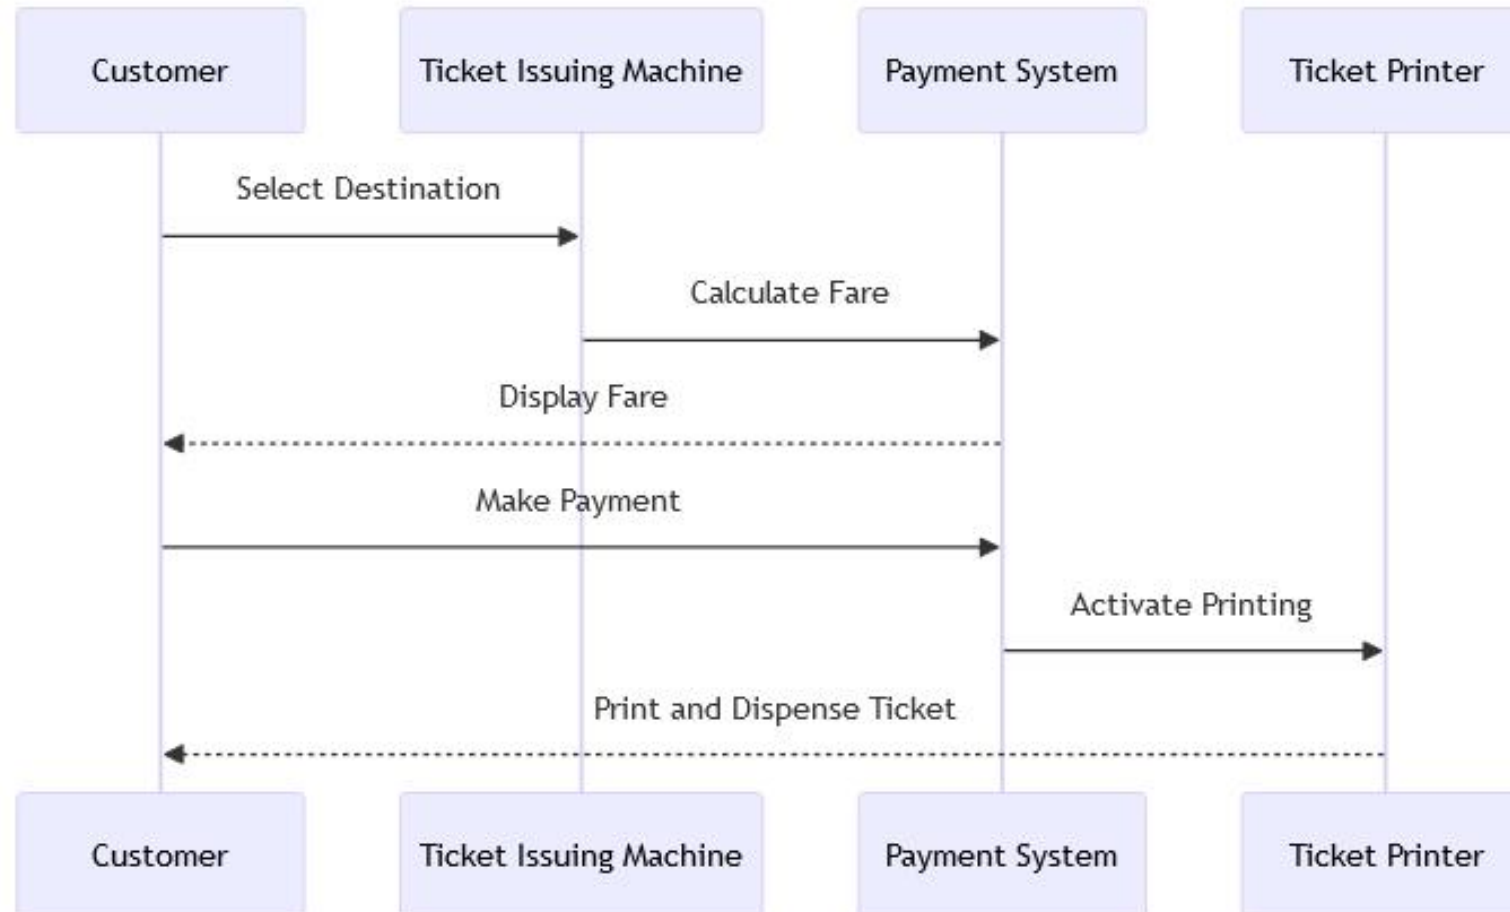 Customer
Ticket Issuing Machine
Payment System
Ticket Printer
Select Destination
Calculate Fare
Display Fare
Make Payment
Activate Printing
Print and Dispense Ticket
Customer
Ticket Issuing Machine
Payment System
Ticket Printer